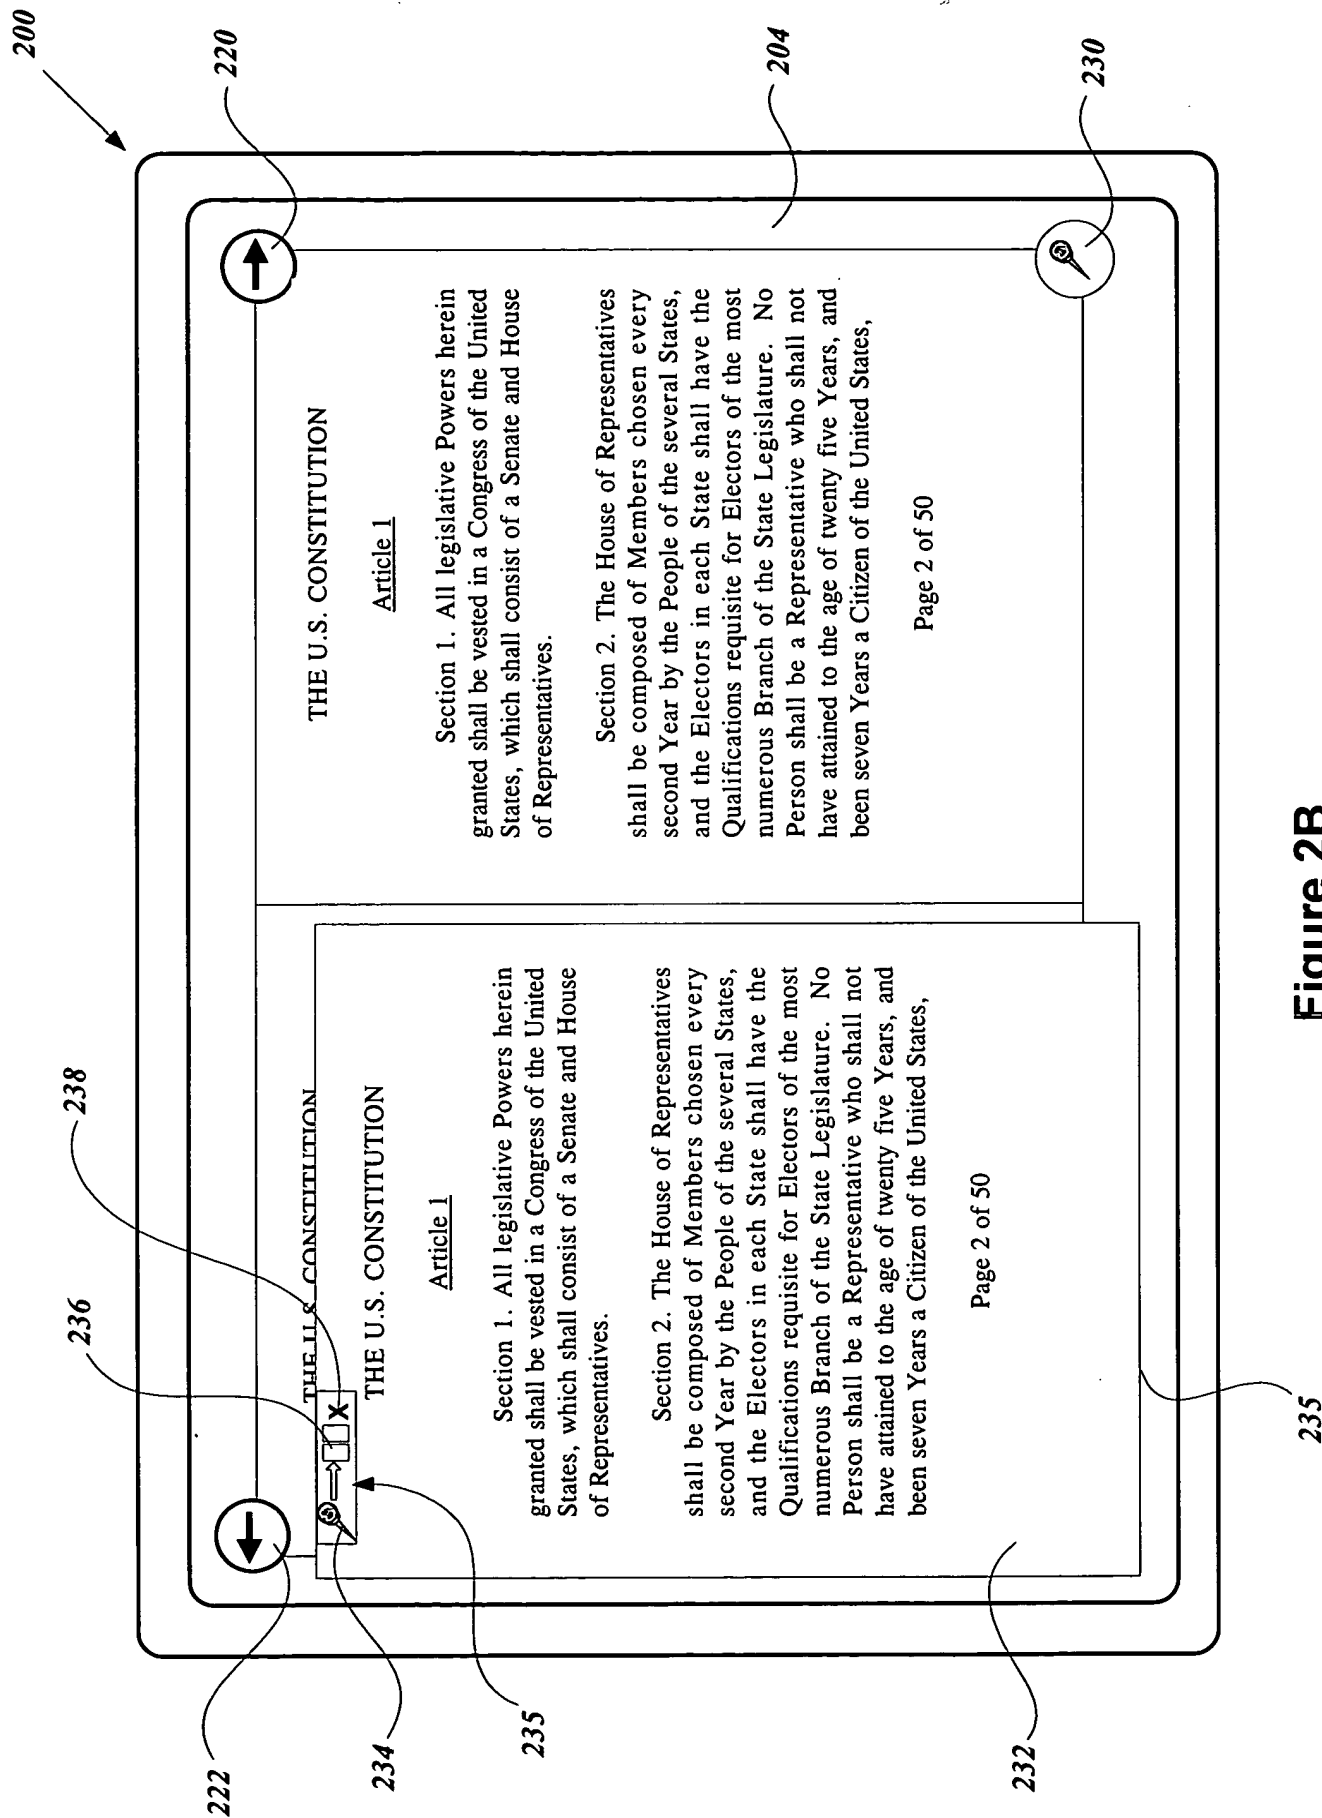 200
220
204
230
THE U.S. CONSTITUTION
Article 1
Section 1. All legislative Powers herein
granted shall be vested in a Congress of the United
States, which shall consist of a Senate and House
of Representatives.
Section 2. The House of Representatives
shall be composed of Members chosen every
second Year by the People of the several States,
and the Electors in each State shall have the
Qualifications requisite for Electors of the most
numerous Branch of the State Legislature. No
Person shall be a Representative who shall not
have attained to the age of twenty five Years, and
been seven Years a Citizen of the United States,
Page 2 of 50
238
236
THE U.S. CONSTITUTION
X
THE U.S. CONSTITUTION
Article 1
Section 1. All legislative Powers herein
granted shall be vested in a Congress of the United
States, which shall consist of a Senate and House
of Representatives.
Section 2. The House of Representatives
shall be composed of Members chosen every
second Year by the People of the several States,
and the Electors in each State shall have the
Qualifications requisite for Electors of the most
numerous Branch of the State Legislature. No
Person shall be a Representative who shall not
have attained to the age of twenty five Years, and
been seven Years a Citizen of the United States,
Page 2 of 50
222
234
235
232
235
Figure 2B